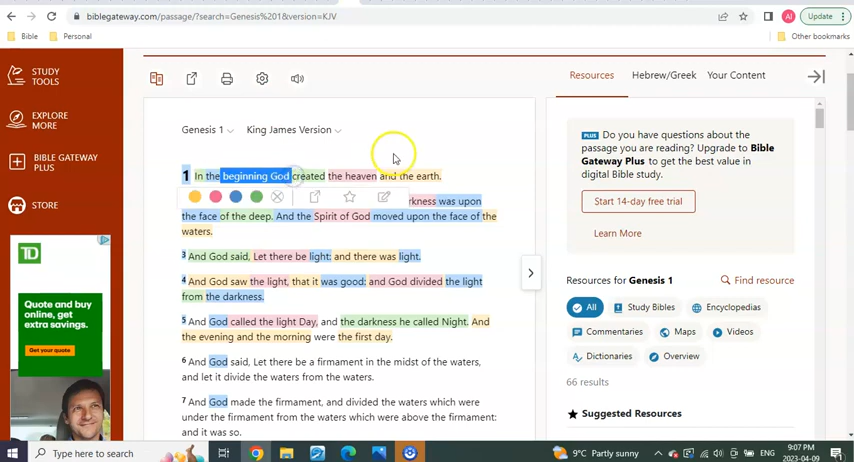 biblegateway.com/passage/?search=Genesis%201&version=KJV
AI
Update
Bible
Personal
Other bookmarks
STUDY
TOOLS
EXPLORE
MORE
BIBLE GATEWAY
PLUS
STORE
TD
Quote and buy
online, get
extra savings.
Get your quote
Genesis 1
King James Version
1 In the beginning God created the heaven and the earth.
rkness was upon
the face of the deep. And the Spirit of God moved upon the face of the
waters.
3 And God said, Let there be light: and there was light.
4 And God saw the light, that it was good: and God divided the light
from the darkness.
5 And God called the light Day, and the darkness he called Night. And
the evening and the morning were the first day.
6 And God said, Let there be a firmament in the midst of the waters,
and let it divide the waters from the waters.
7 And God made the firmament, and divided the waters which were
under the firmament from the waters which were above the firmament:
and it was so.
Resources
Hebrew/Greek
Your Content
PLUS Do you have questions about the
passage you are reading? Upgrade to Bible
Gateway Plus to get the best value in
digital Bible study.
Start 14-day free trial
Learn More
Resources for Genesis 1
Find resource
All
Study Bibles
Encyclopedias
Commentaries
Maps
Videos
Dictionaries
Overview
66 results
Suggested Resources
Type here to search
9°C Partly sunny
ENG
9:07 PM
2023-04-09